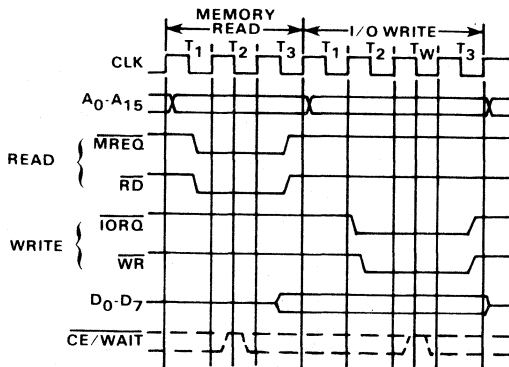 MEMORY
READ I/O WRITE
CLK T1 T2 T3 T1 T2 TW T3
A0-A15
READ { MREQ
RD
WRITE { IORQ
WR
D0-D7
CE/WAIT